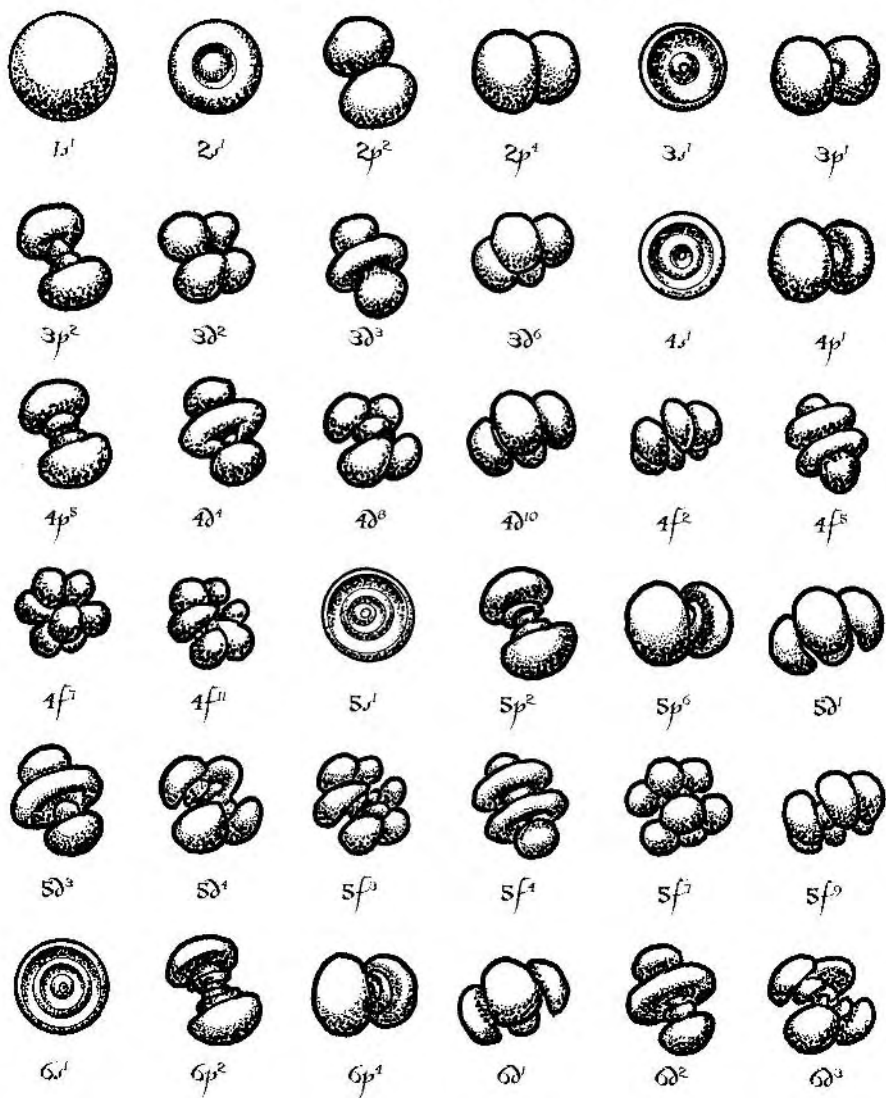 1s¹ 2s¹ 2p² 2p⁴ 3s¹ 3p¹
3p² 3d² 3d³ 3d⁶ 4s¹ 4p¹
4p⁵ 4d⁴ 4d⁸ 4d¹⁰ 4f² 4f⁵
4f⁷ 4f¹¹ 5s¹ 5p² 5p⁶ 5d¹
5d³ 5d⁴ 5f³ 5f⁴ 5f⁷ 5f⁹
6s¹ 6p² 6p⁴ 6d¹ 6d² 6d³